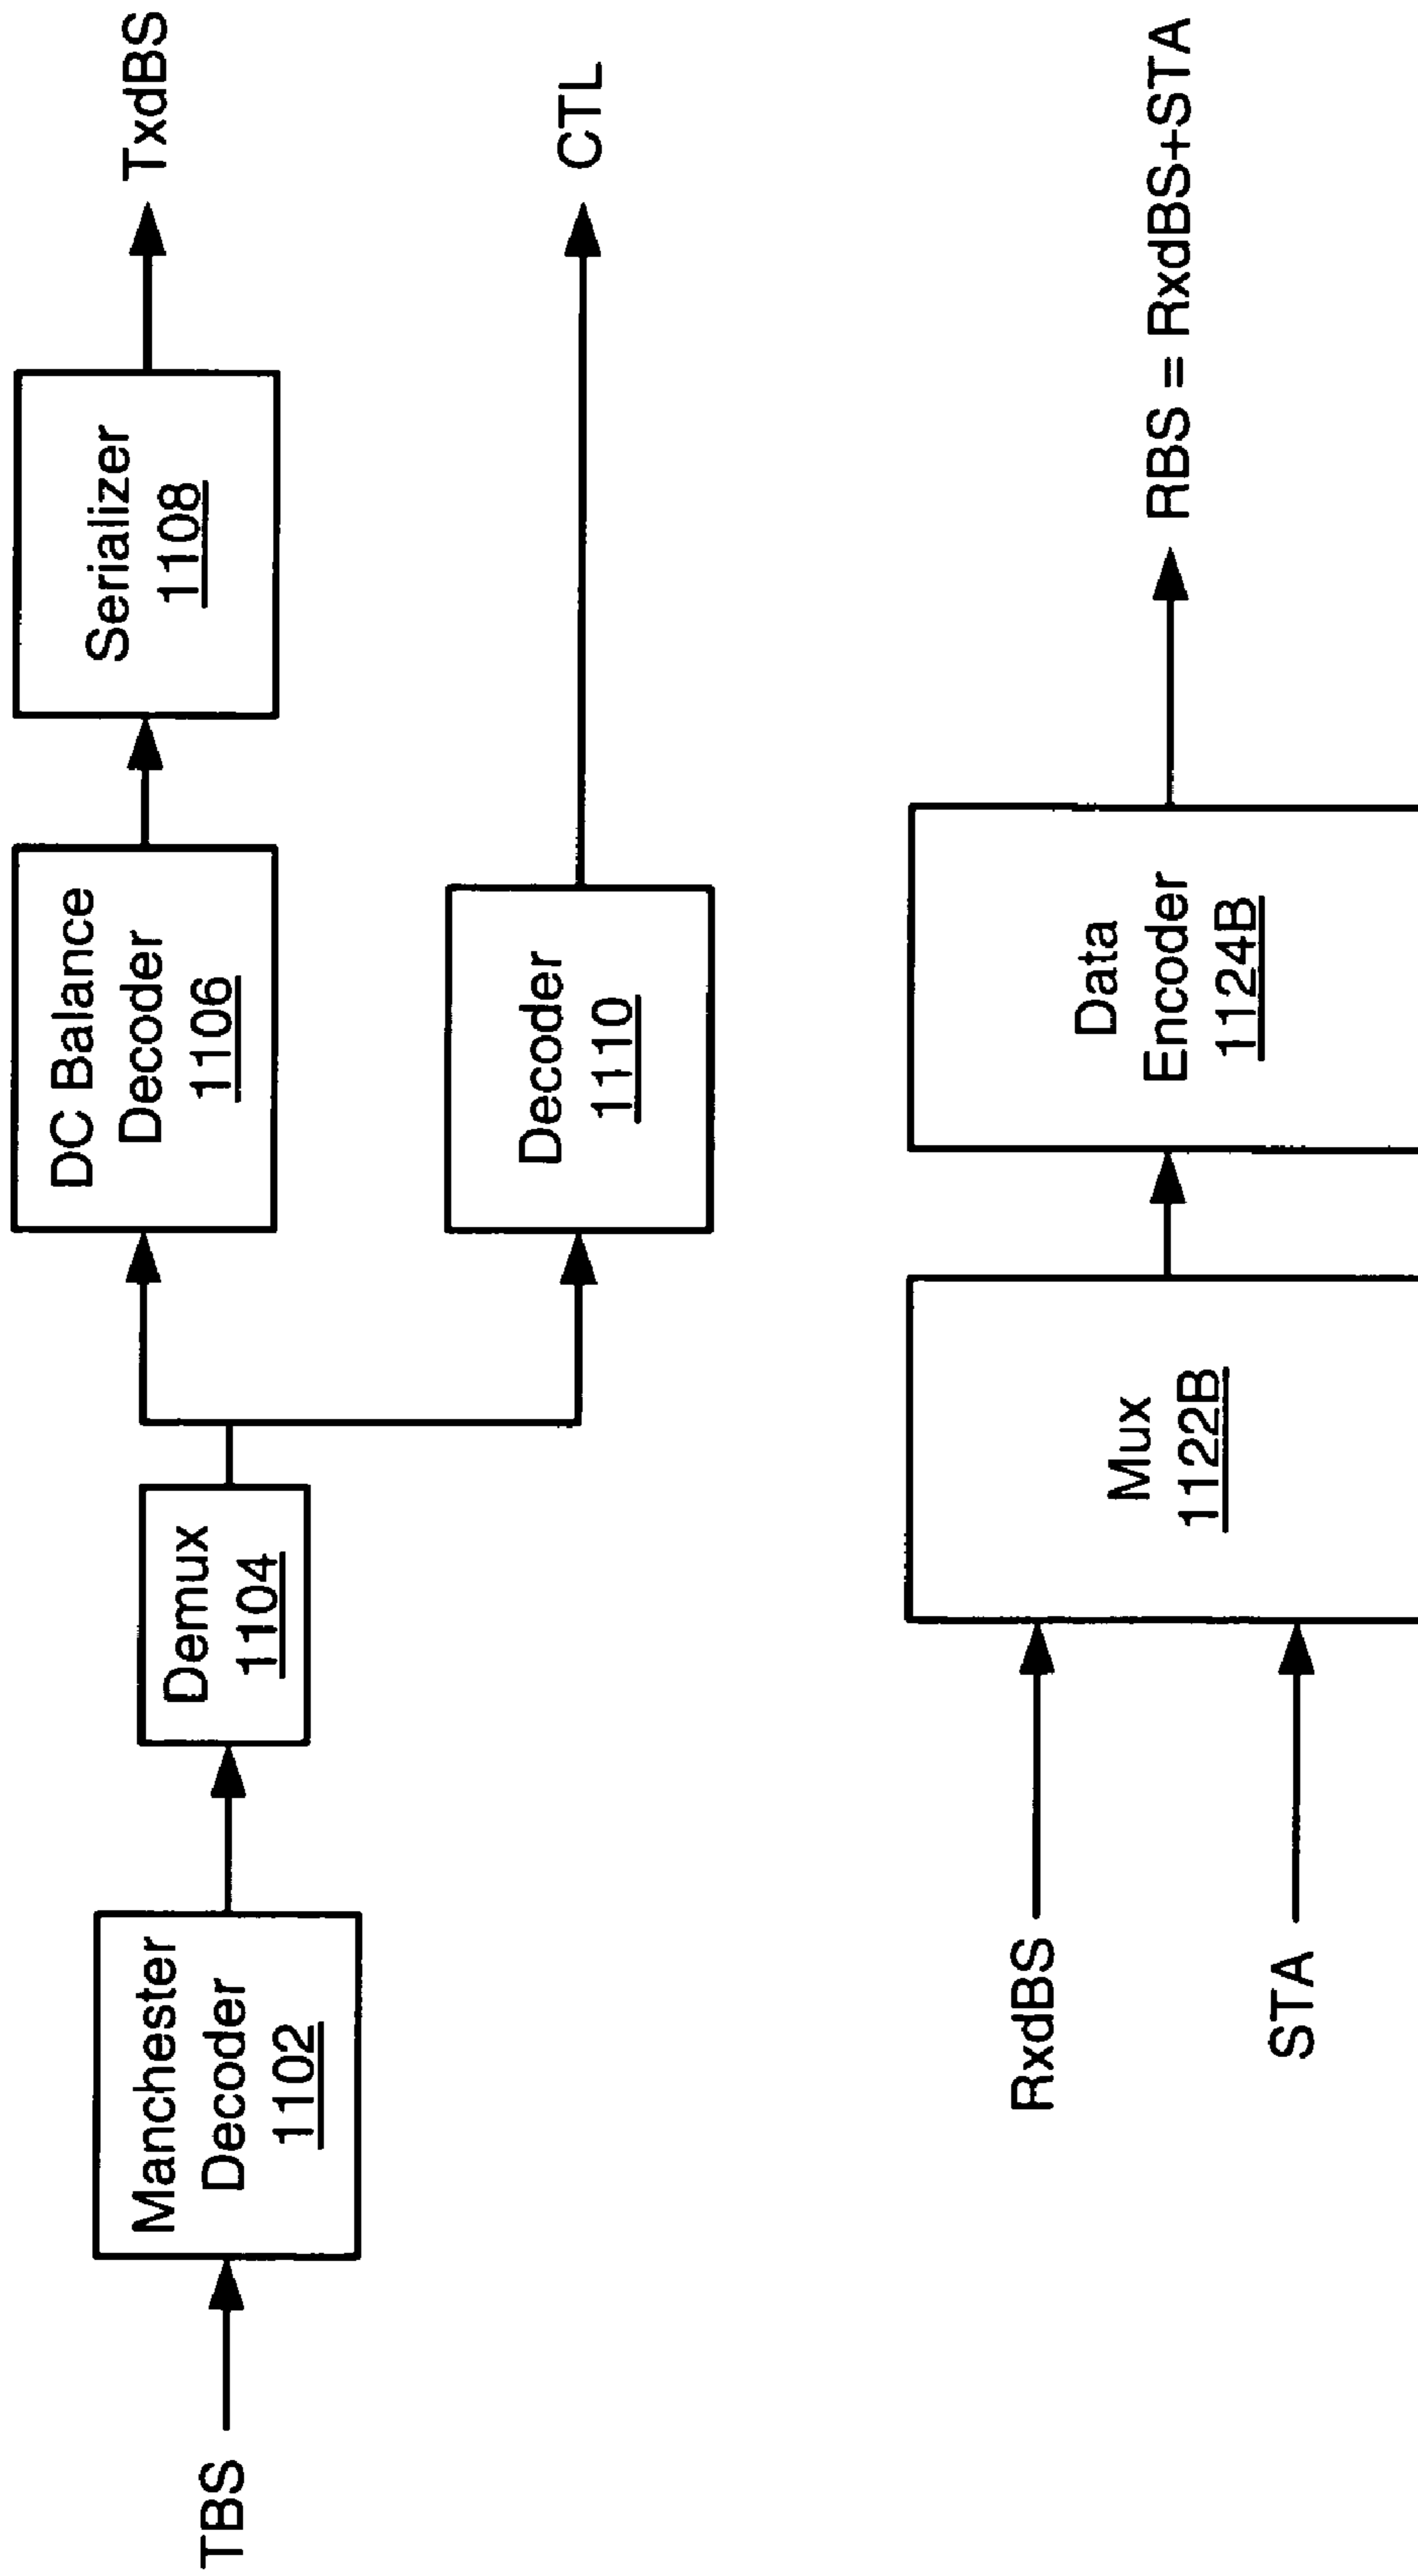 TBS
Manchester
Decoder
1102
Demux
1104
DC Balance
Decoder
1106
Serializer
1108
TxdBS
Decoder
1110
CTL
RxdBS
STA
Mux
1122B
Data
Encoder
1124B
RBS = RxdBS+STA